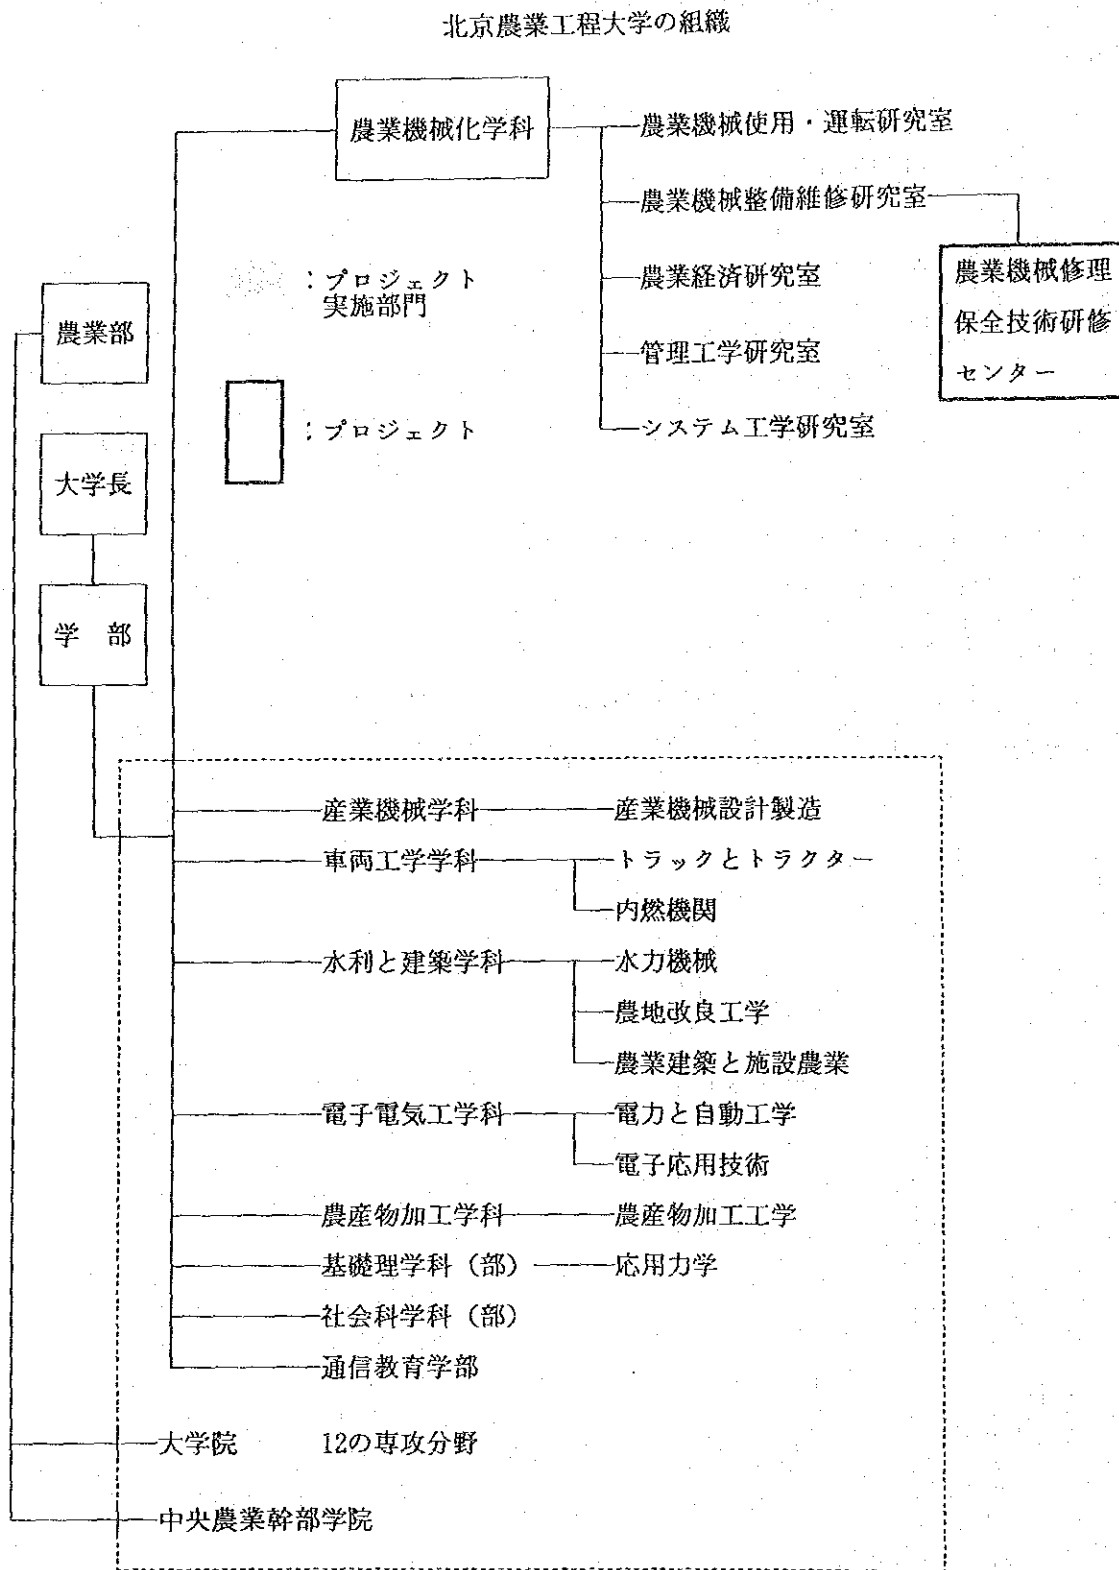 北京農業工程大学の組織
農業機械化学科
農業機械使用・運転研究室
農業機械整備維修研究室
農業経済研究室
管理工学研究室
システム工学研究室
農業機械修理
保全技術研修
センター
：プロジェクト
実施部門
：プロジェクト
農業部
大学長
学　部
産業機械学科
産業機械設計製造
車両工学学科
トラックとトラクター
内燃機関
水利と建築学科
水力機械
農地改良工学
農業建築と施設農業
電子電気工学科
電力と自動工学
電子応用技術
農産物加工学科
農産物加工工学
基礎理学科（部）
応用力学
社会科学科（部）
通信教育学部
大学院　12の専攻分野
中央農業幹部学院